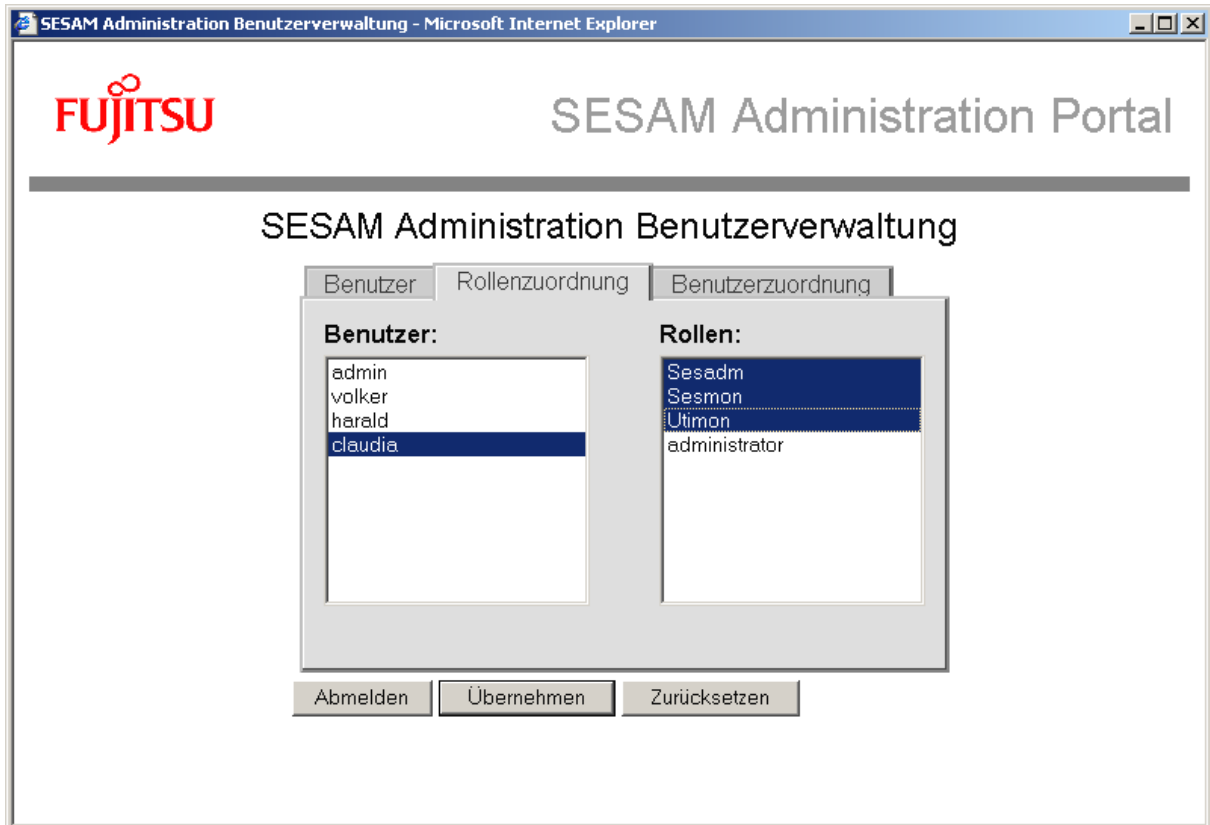 SESAM Administration Benutzerverwaltung - Microsoft Internet Explorer
FUJITSU
SESAM Administration Portal
SESAM Administration Benutzerverwaltung
Benutzer Rollenzuordnung Benutzerzuordnung
Benutzer:
admin
volker
harald
claudia
Rollen:
Sesadm
Sesmon
Utimon
administrator
Abmelden Übernehmen Zurücksetzen